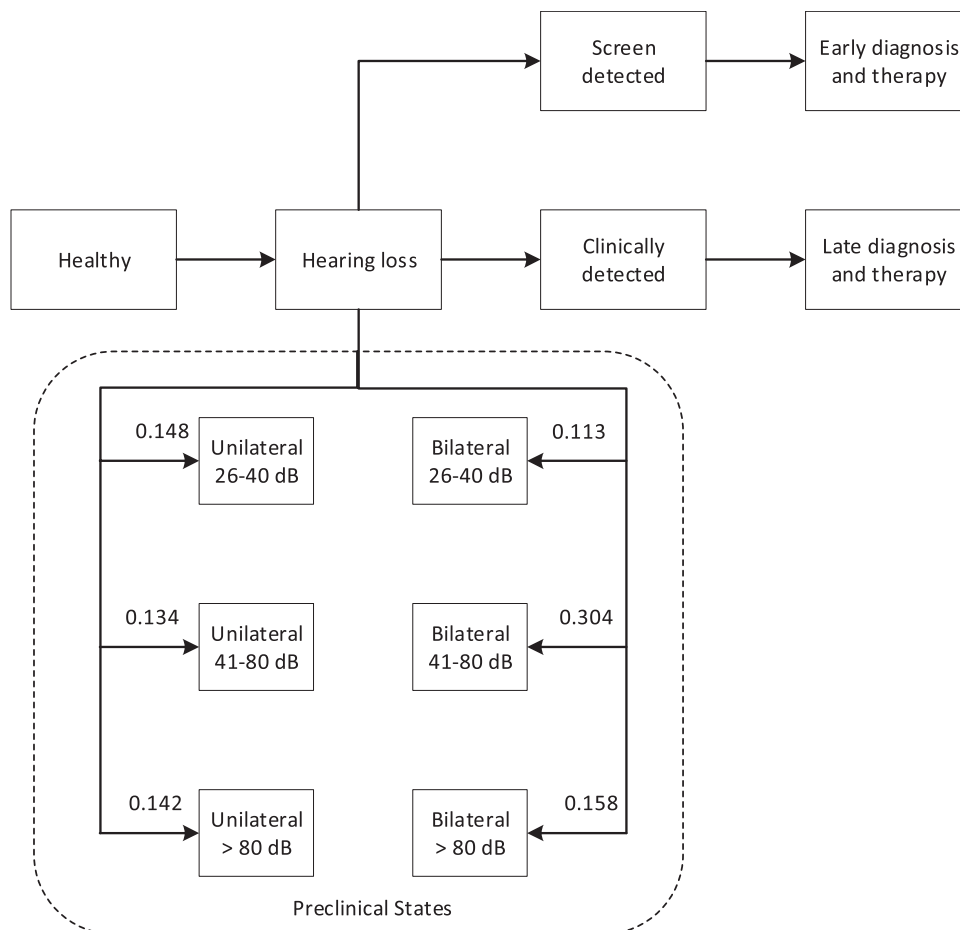 Screen
detected
Early diagnosis
and therapy
Healthy
Hearing loss
Clinically
detected
Late diagnosis
and therapy
0.148
Unilateral
26-40 dB
Bilateral
26-40 dB
0.113
0.134
Unilateral
41-80 dB
Bilateral
41-80 dB
0.304
0.142
Unilateral
> 80 dB
Bilateral
> 80 dB
0.158
Preclinical States